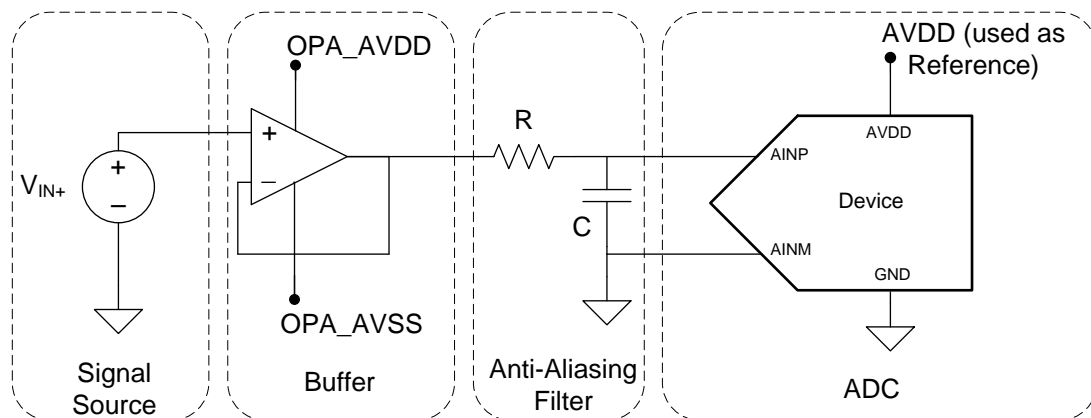 OPA_AVDD
AVDD (used as
Reference)
R
+
AVDD
AINP
+
VIN+
−
−
Device
C
AINM
GND
OPA_AVSS
Signal
Source
Buffer
Anti-Aliasing
Filter
ADC